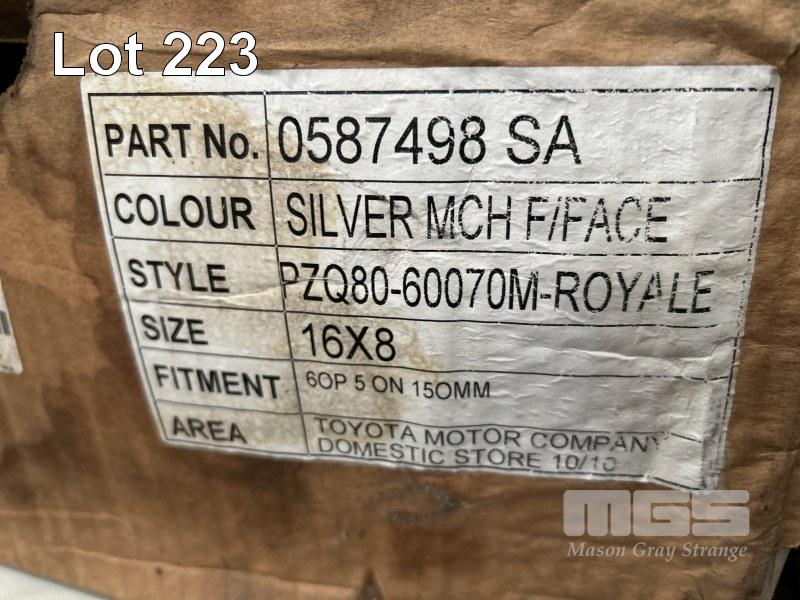 Lot 223
PART No. 0587498 SA
COLOUR SILVER MCH F/FACE
STYLE PZQ80-60070M-ROYALE
SIZE 16X8
FITMENT 6OP 5 ON 15OMM
AREA TOYOTA MOTOR COMPANY
DOMESTIC STORE 10/10
MGS
Mason Gray Strange